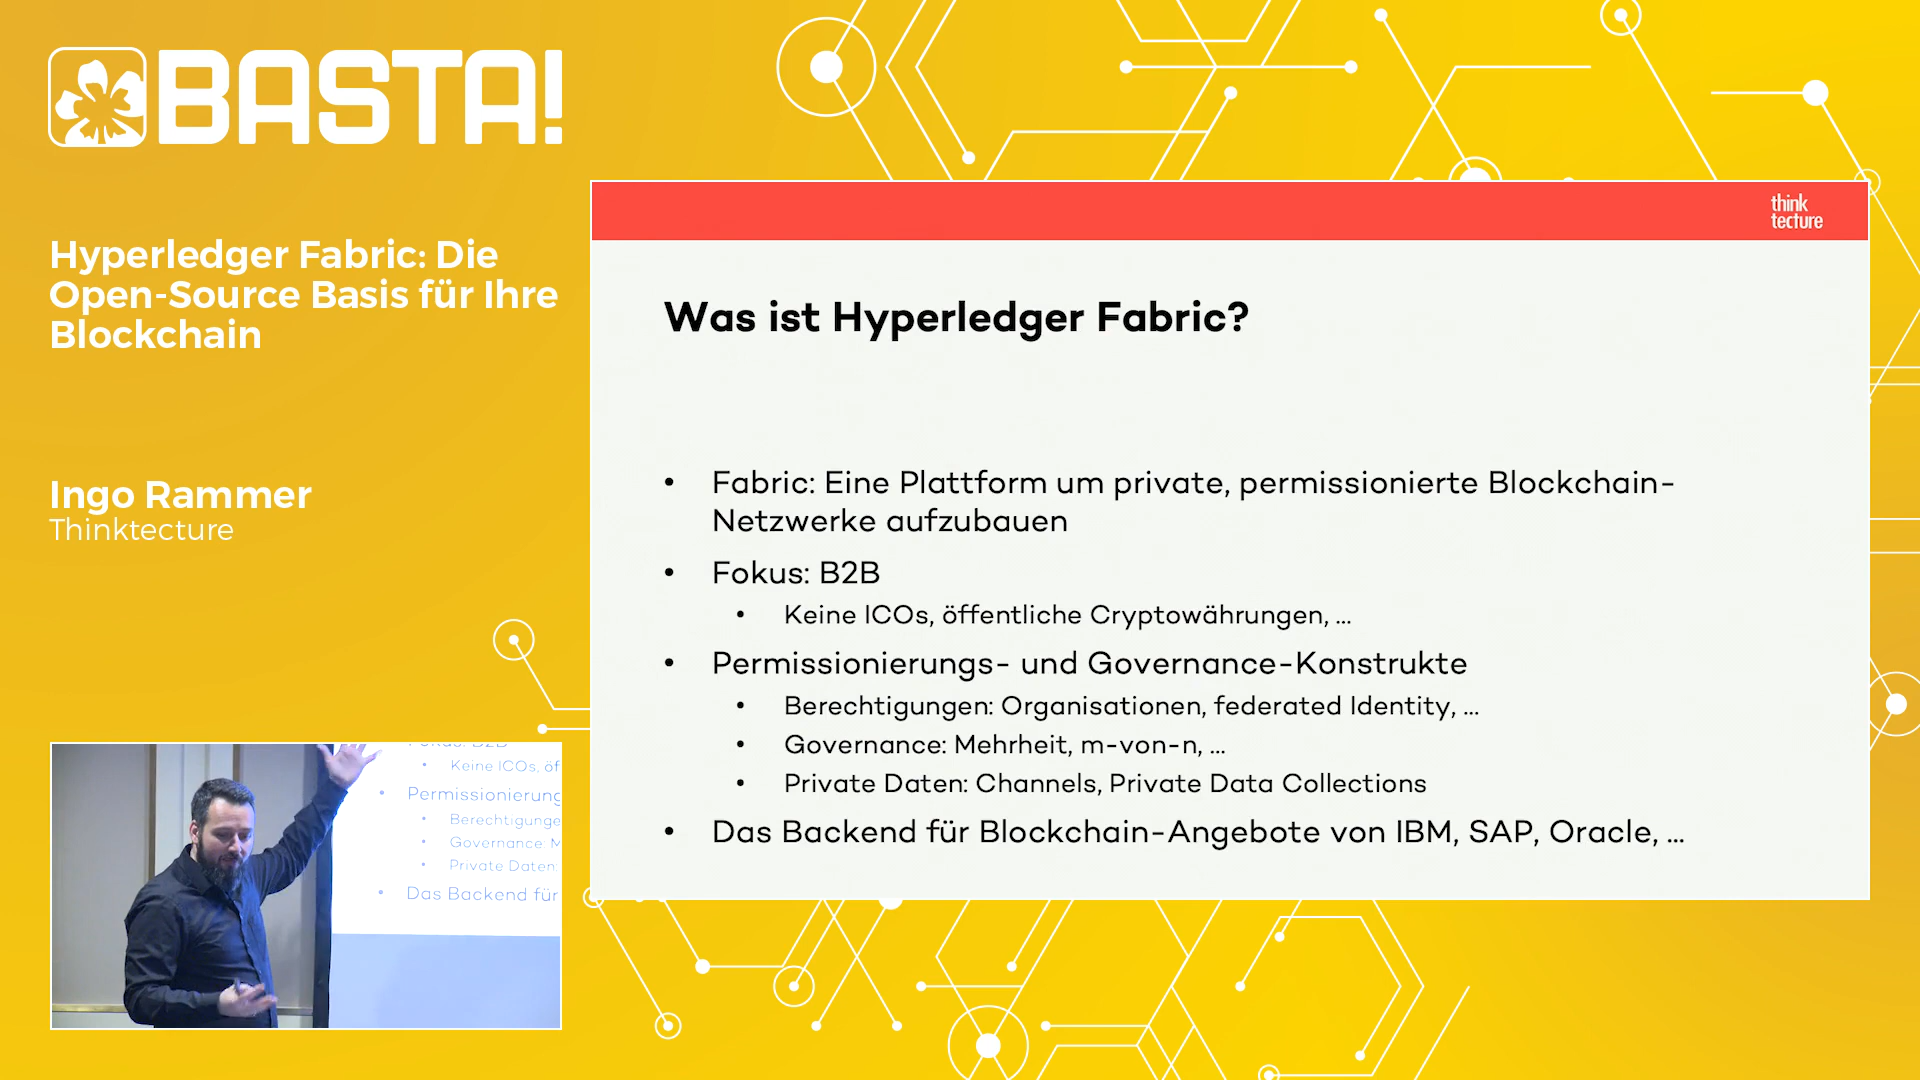 BASTA!
Hyperledger Fabric: Die
Open-Source Basis für Ihre
Blockchain
Ingo Rammer
Thinktecture
think
tecture
Was ist Hyperledger Fabric?
• Fabric: Eine Plattform um private, permissionierte Blockchain-
Netzwerke aufzubauen
• Fokus: B2B
• Keine ICOs, öffentliche Cryptowährungen, ...
• Permissionierungs- und Governance-Konstrukte
• Berechtigungen: Organisationen, federated Identity, ...
• Governance: Mehrheit, m-von-n, ...
• Private Daten: Channels, Private Data Collections
• Das Backend für Blockchain-Angebote von IBM, SAP, Oracle, ...
Fokus: B2B
• Keine ICOs, öf
• Permissionierung
• Berechtigunge
• Governance: M
• Private Daten:
• Das Backend für